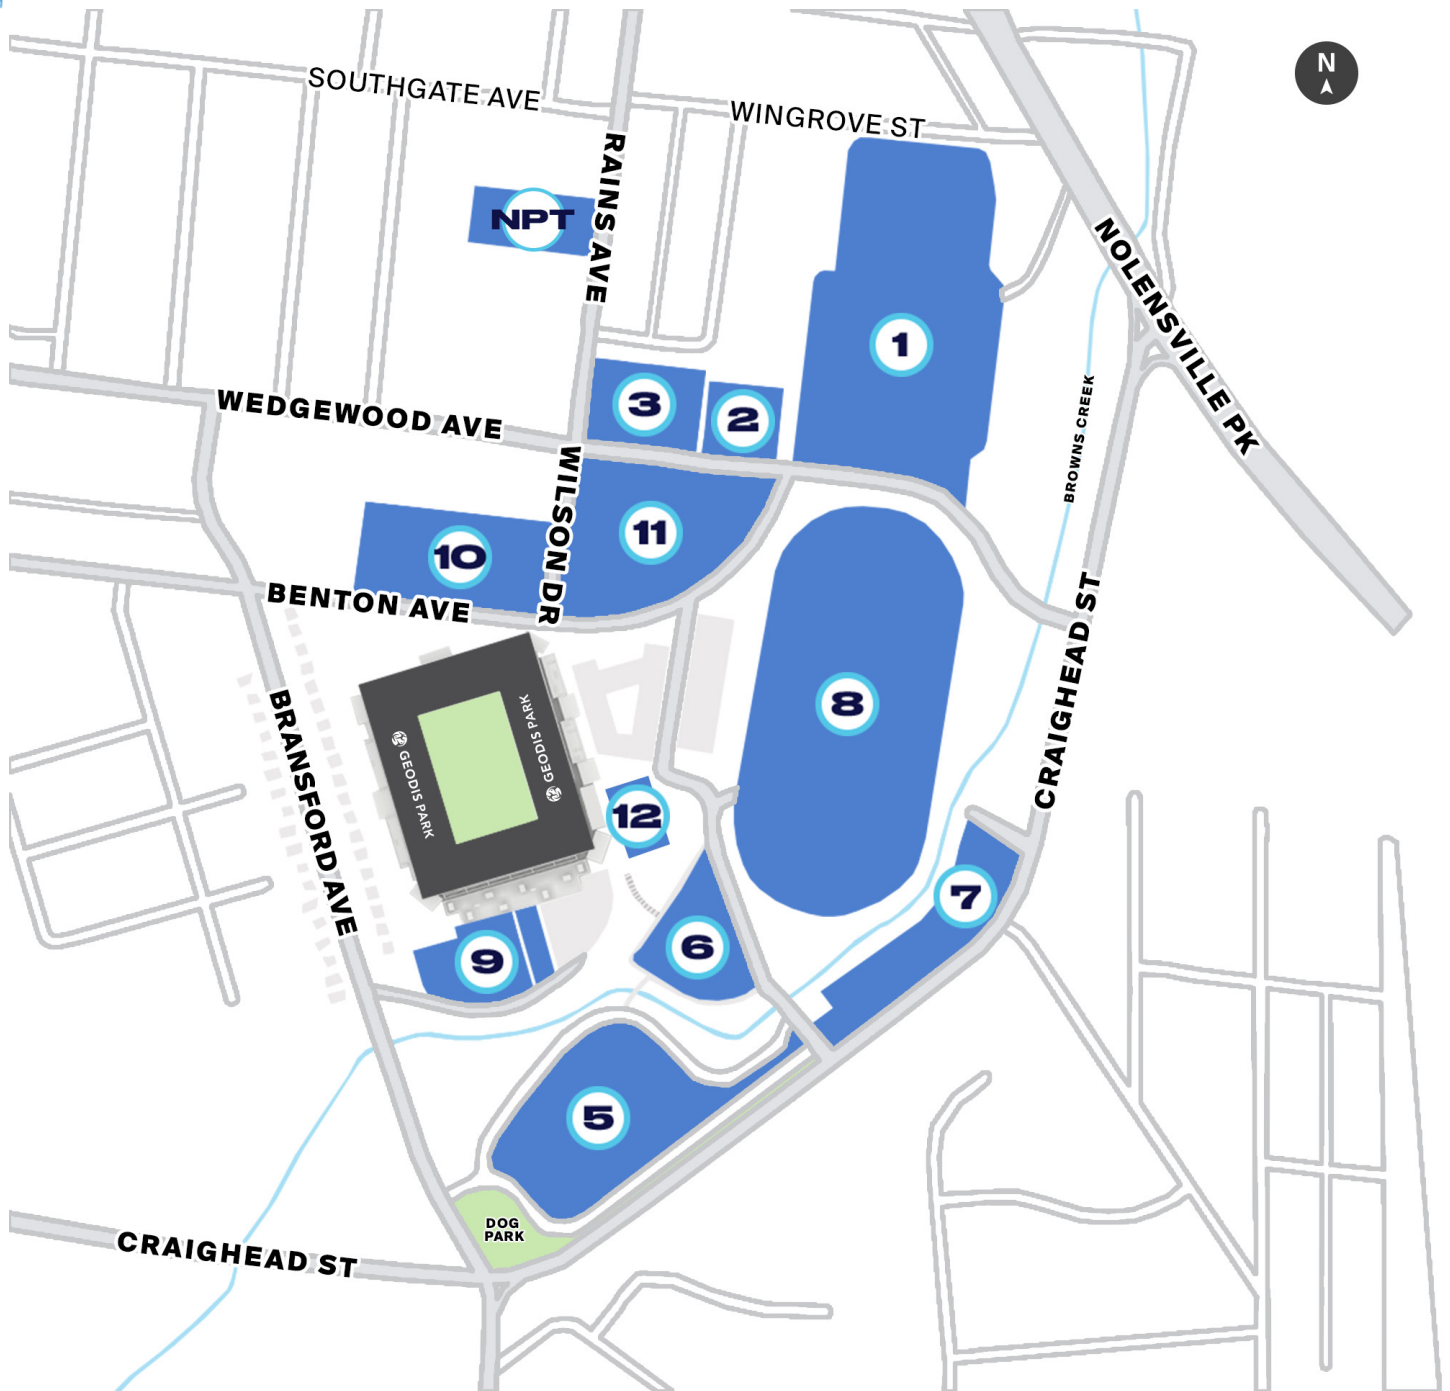 N
SOUTHGATE AVE
WINGROVE ST
RAINS AVE
NPT
NOLENSVILLE PK
1
3
2
WEDGEWOOD AVE
BROWNS CREEK
WILSON DR
11
10
BENTON AVE
CRAIGHEAD ST
8
BRANSFORD AVE
GEODIS PARK
GEODIS PARK
12
7
6
9
5
DOG
PARK
CRAIGHEAD ST